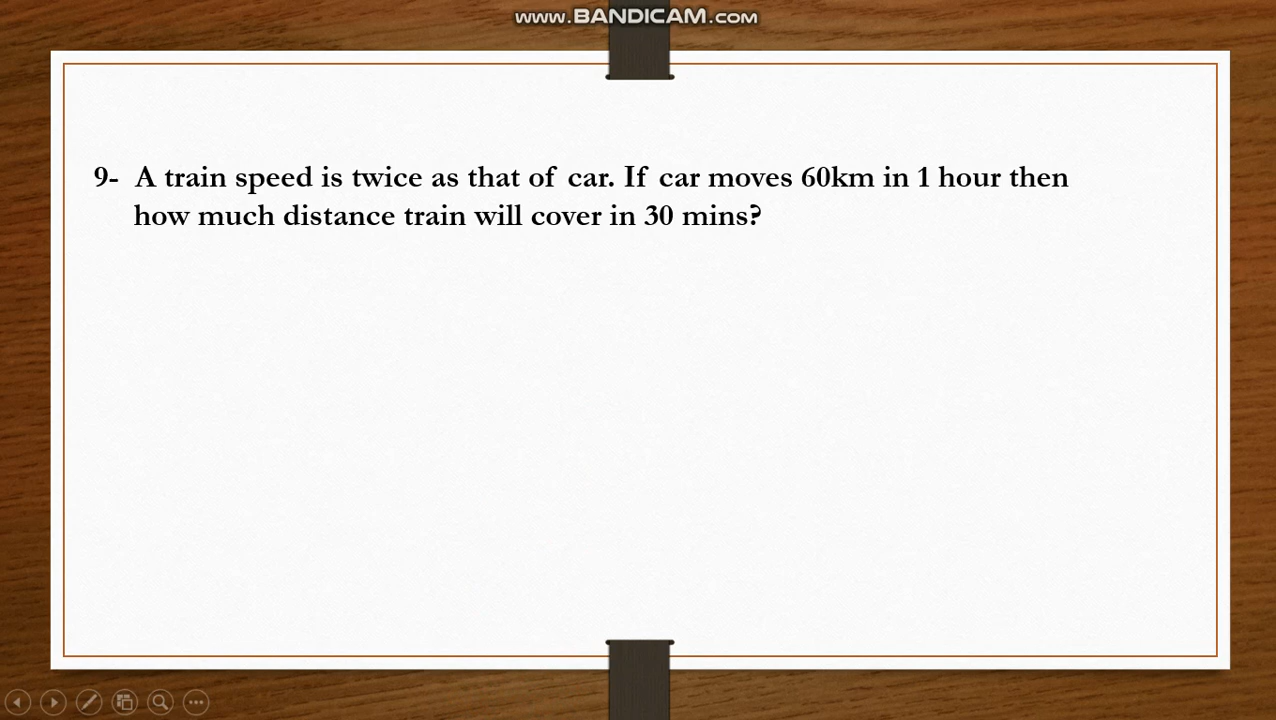 www.BANDICAM.com
9- A train speed is twice as that of car. If car moves 60km in 1 hour then
how much distance train will cover in 30 mins?